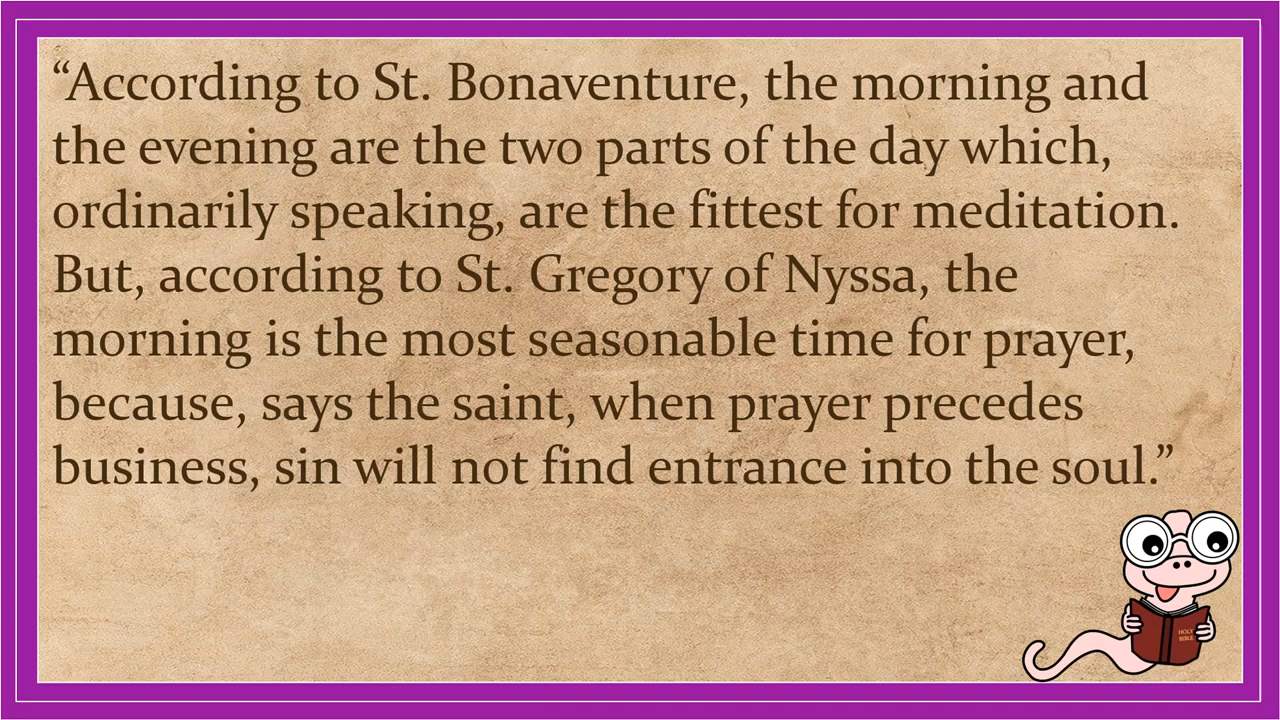 “According to St. Bonaventure, the morning and
the evening are the two parts of the day which,
ordinarily speaking, are the fittest for meditation.
But, according to St. Gregory of Nyssa, the
morning is the most seasonable time for prayer,
because, says the saint, when prayer precedes
business, sin will not find entrance into the soul.”
HOLY
BIBLE